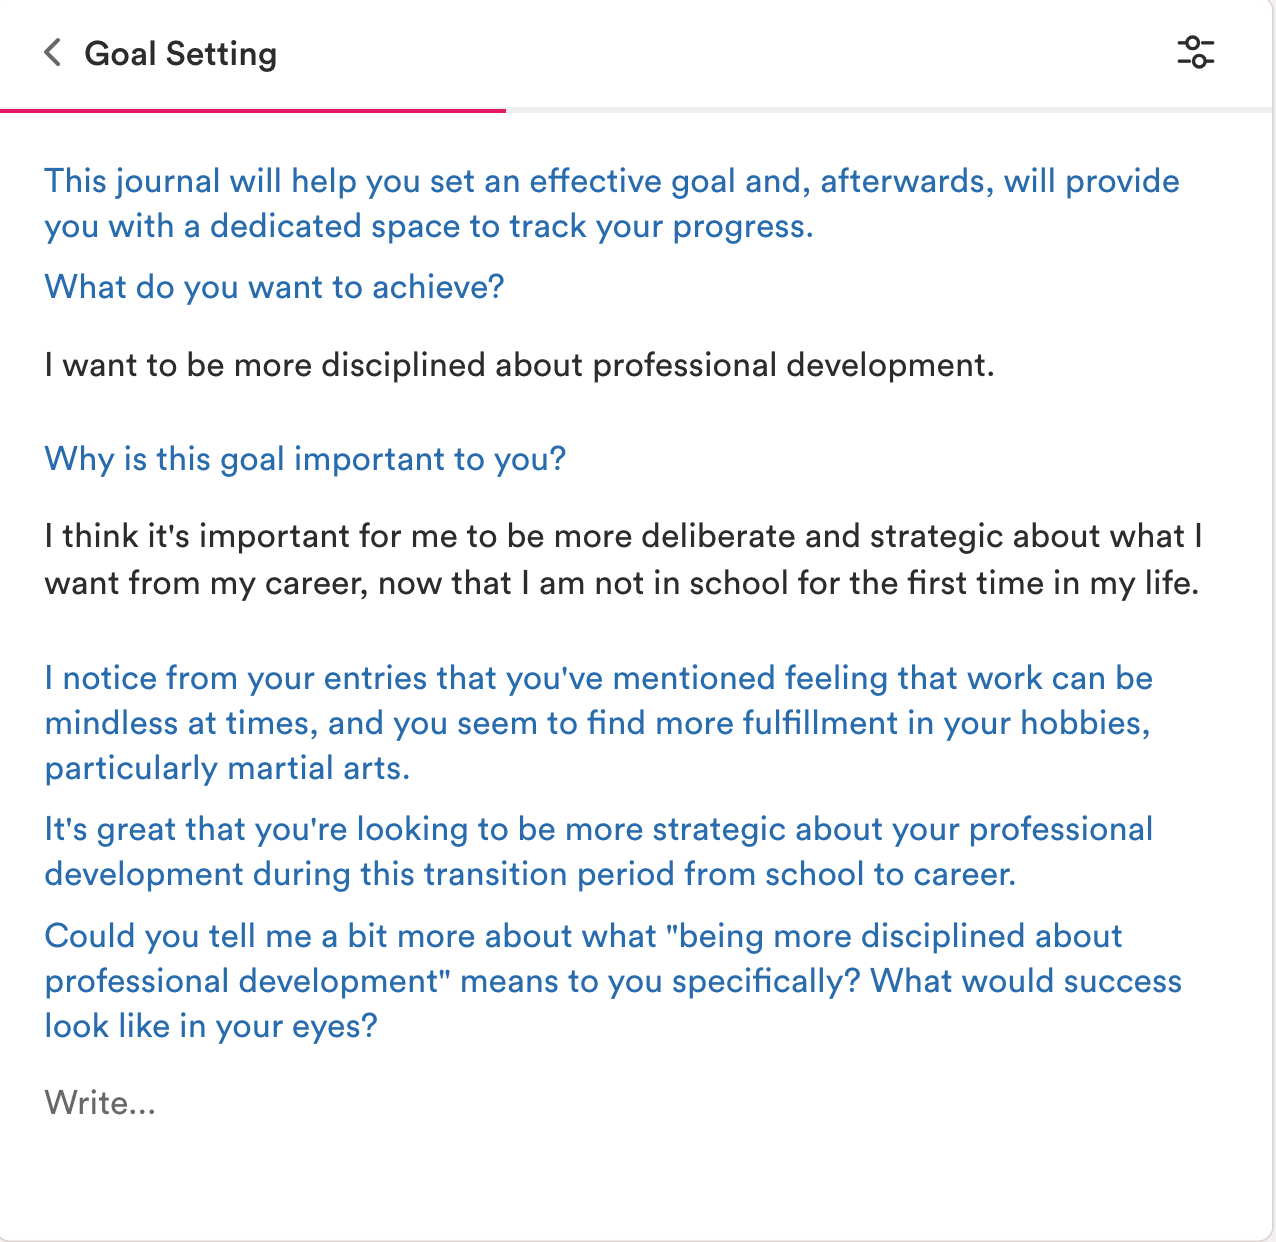 Goal Setting
This journal will help you set an effective goal and, afterwards, will provide
you with a dedicated space to track your progress.
What do you want to achieve?
I want to be more disciplined about professional development.
Why is this goal important to you?
I think it's important for me to be more deliberate and strategic about what I
want from my career, now that I am not in school for the first time in my life.
I notice from your entries that you've mentioned feeling that work can be
mindless at times, and you seem to find more fulfillment in your hobbies,
particularly martial arts.
It's great that you're looking to be more strategic about your professional
development during this transition period from school to career.
Could you tell me a bit more about what "being more disciplined about
professional development" means to you specifically? What would success
look like in your eyes?
Write...